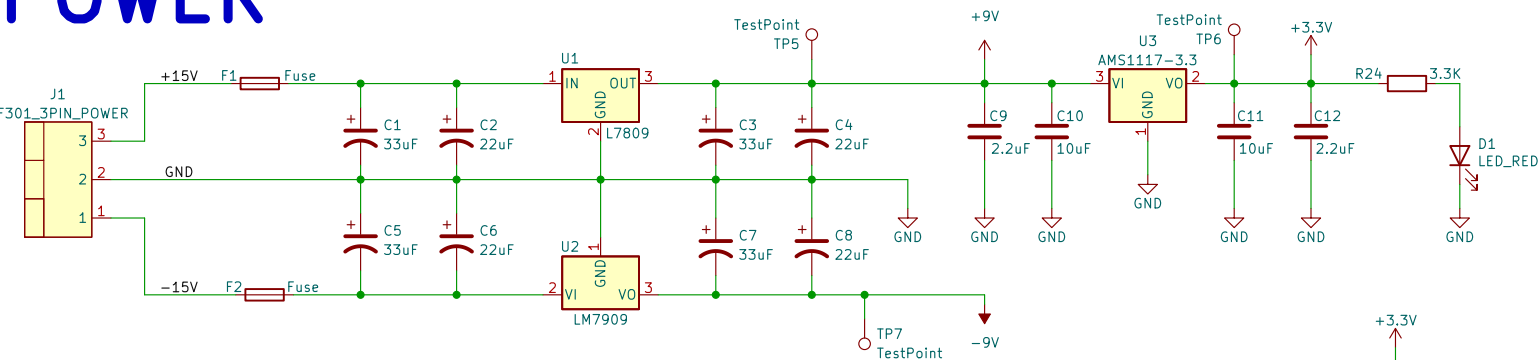 POWER
J1
F301_3PIN_POWER
3
3
2
2
1
1
+15V
F1
Fuse
GND
-15V
F2
Fuse
C1
33uF
C2
22uF
C5
33uF
C6
22uF
U1
1
IN
OUT
3
GND
2
L7809
U2
1
GND
2
VI
VO
3
LM7909
TestPoint
TP5
C3
33uF
C4
22uF
C7
33uF
C8
22uF
TP7
TestPoint
GND
+9V
-9V
C9
2.2uF
C10
10uF
GND
GND
U3
AMS1117-3.3
3
VI
VO
2
GND
1
GND
TestPoint
TP6
+3.3V
C11
10uF
C12
2.2uF
GND
GND
R24
3.3K
D1
LED_RED
GND
+3.3V